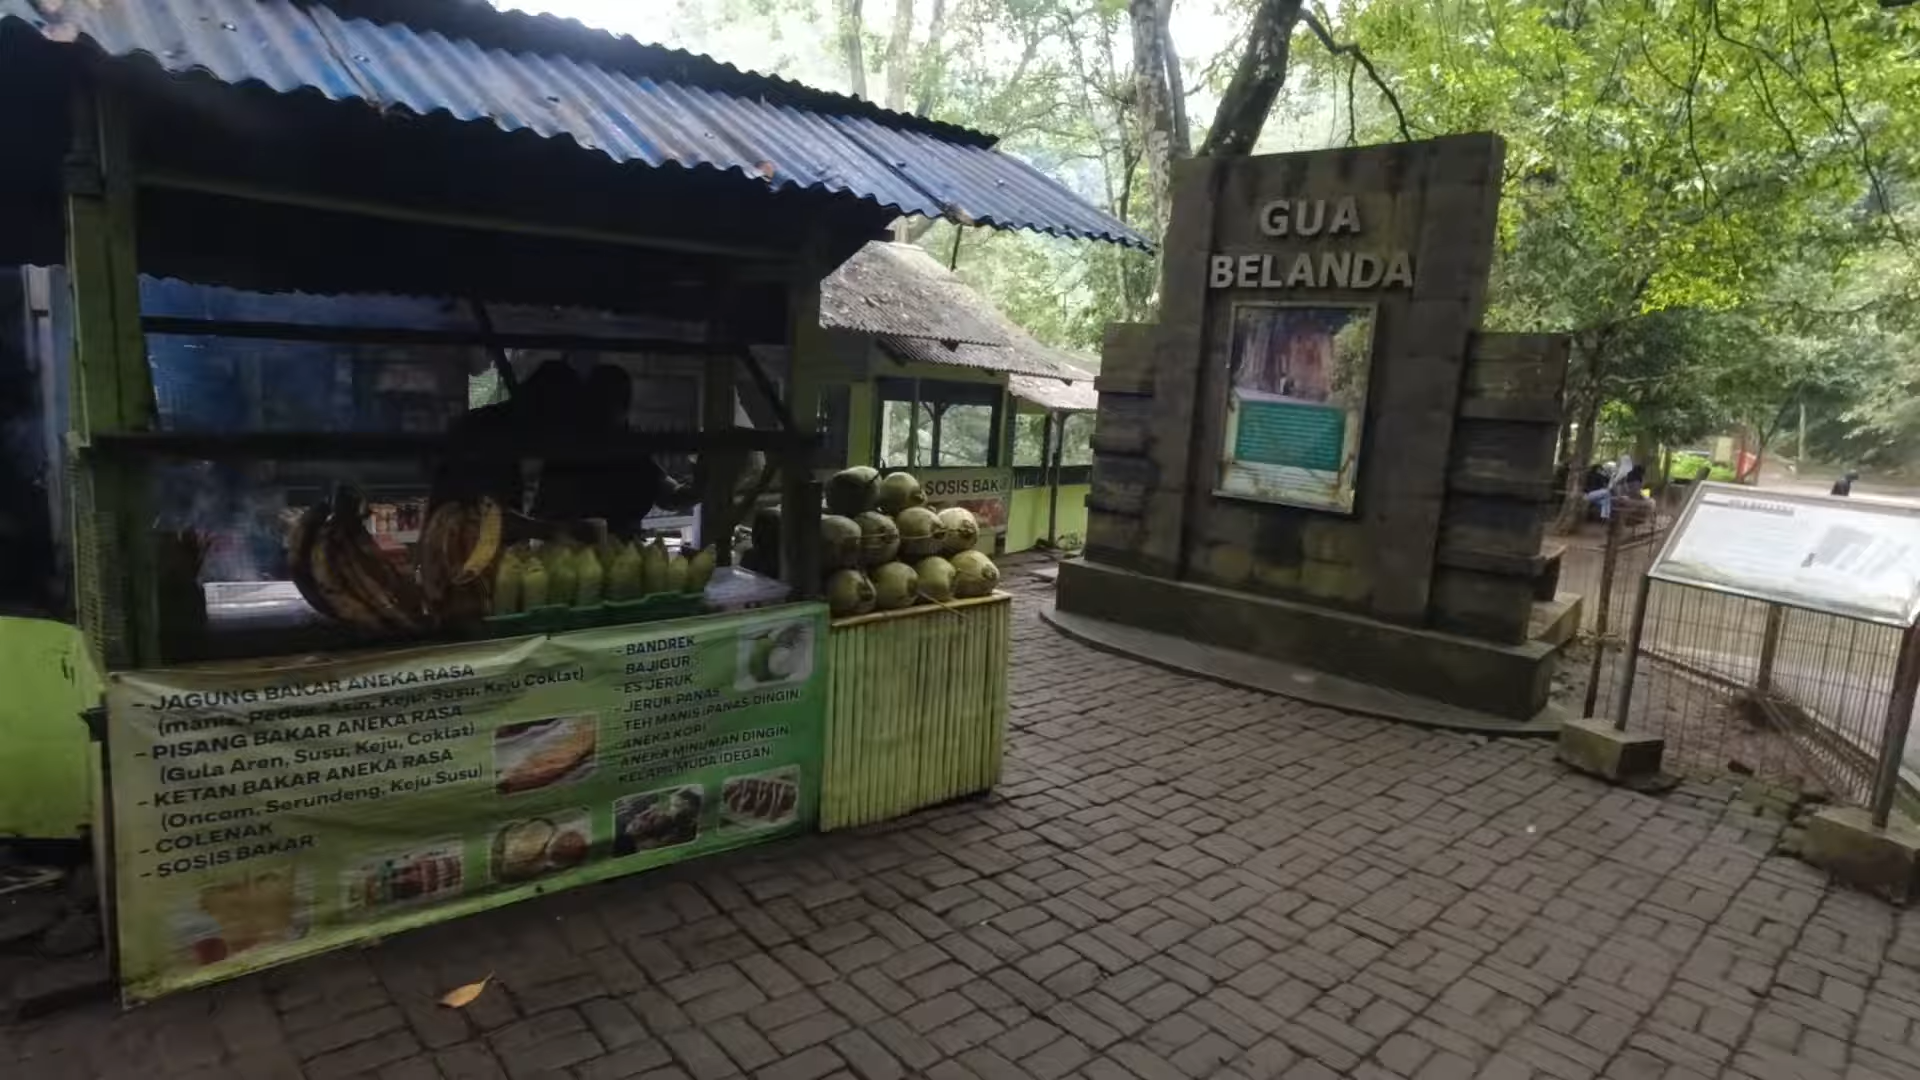 - JAGUNG BAKAR ANEKA RASA
(manis, Pedas, Asin, Keju, Susu, Keju Coklat)
- PISANG BAKAR ANEKA RASA
(Gula Aren, Susu, Keju, Coklat)
- KETAN BAKAR ANEKA RASA
(Oncom, Serundeng, Keju Susu)
- COLENAK
- SOSIS BAKAR
- BANDREK
BAJIGUR
- ES JERUK
- JERUK PANAS
- TEH MANIS (PANAS DINGIN
- ANEKA KOPI
- ANEKA MINUMAN DINGIN
KELAPA MUDA (DEGAN)
SOSIS BAK
GUA
BELANDA